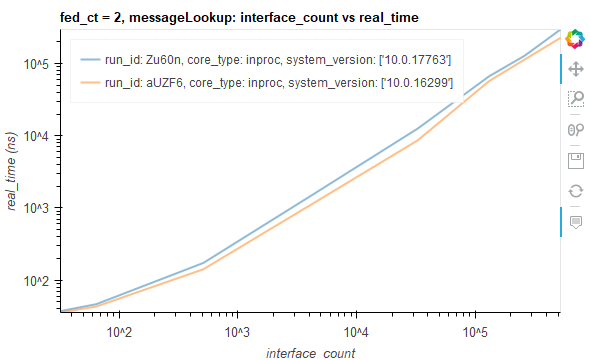 fed_ct = 2, messageLookup: interface_count vs real_time
run_id: Zu60n, core_type: inproc, system_version: ['10.0.17763']
run_id: aUZF6, core_type: inproc, system_version: ['10.0.16299']
real_time (ns)
10^5
10^4
10^3
10^2
10^2 10^3 10^4 10^5
interface_count